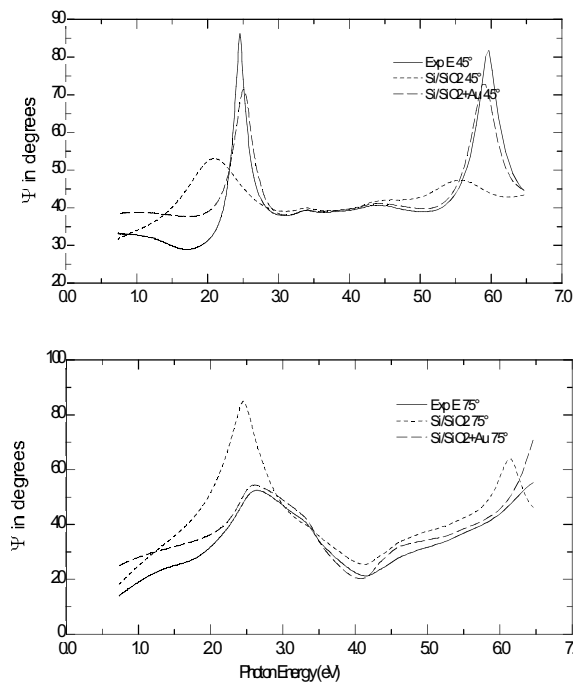 90
80
70
60
50
40
30
20
Ψ in degrees
Exp E 45°
Si/SiO2 45°
Si/SiO2+Au 45°
0.0 1.0 2.0 3.0 4.0 5.0 6.0 7.0
100
80
60
40
20
0
Ψ in degrees
Exp E 75°
Si/SiO2 75°
Si/SiO2+Au 75°
0.0 1.0 2.0 3.0 4.0 5.0 6.0 7.
Photon Energy (eV)